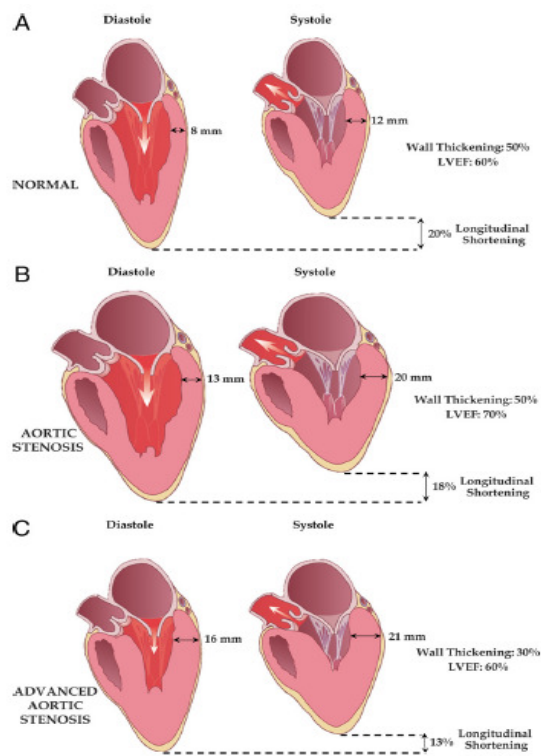 A
Diastole
Systole
8 mm
12 mm
Wall Thickening: 50%
LVEF: 60%
NORMAL
20% Longitudinal
Shortening
B
Diastole
Systole
13 mm
20 mm
Wall Thickening: 50%
LVEF: 70%
AORTIC
STENOSIS
18% Longitudinal
Shortening
C
Diastole
Systole
16 mm
21 mm
Wall Thickening: 30%
LVEF: 60%
ADVANCED
AORTIC
STENOSIS
13% Longitudinal
Shortening